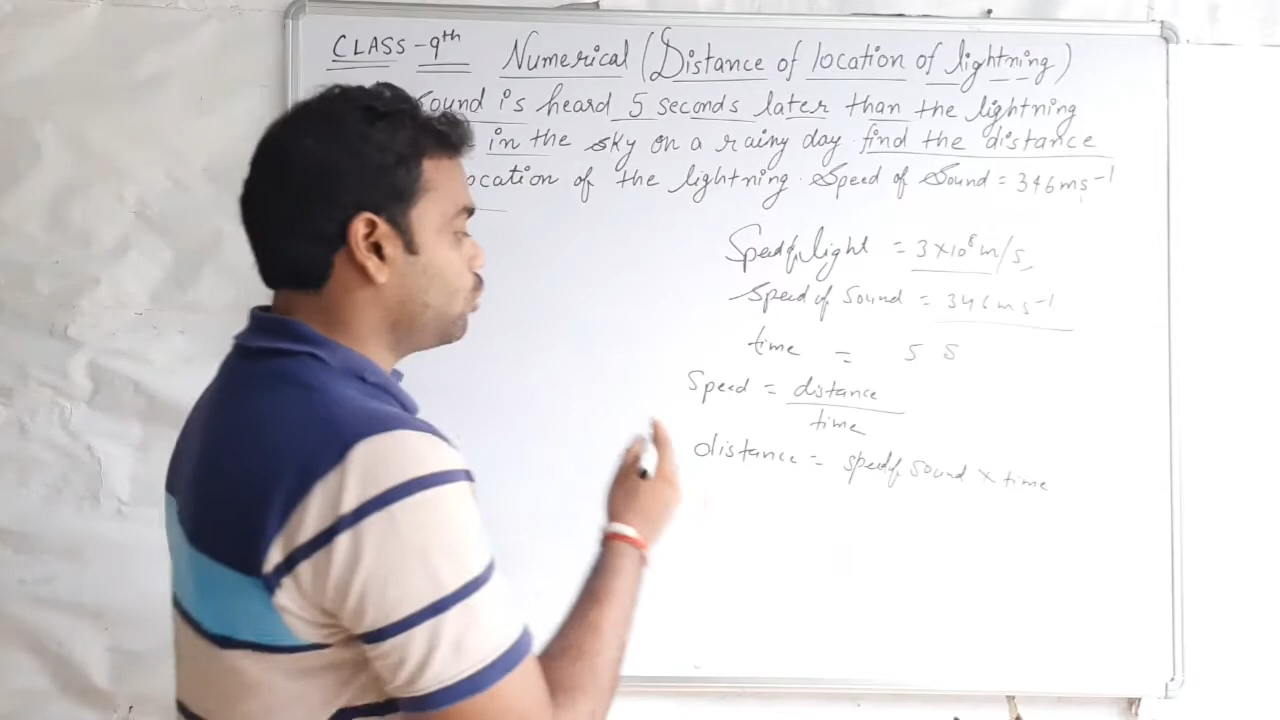 CLASS - 9th Numerical (Distance of location of lightning)
Sound is heard 5 seconds later than the lightning
in the sky on a rainy day. find the distance
location of the lightning. Speed of Sound = 346ms-1
Speed of light = 3×10⁸ m/s,
Speed of Sound = 346 ms-1
time = 5 S
Speed = distance
time
distance = speed of sound × time